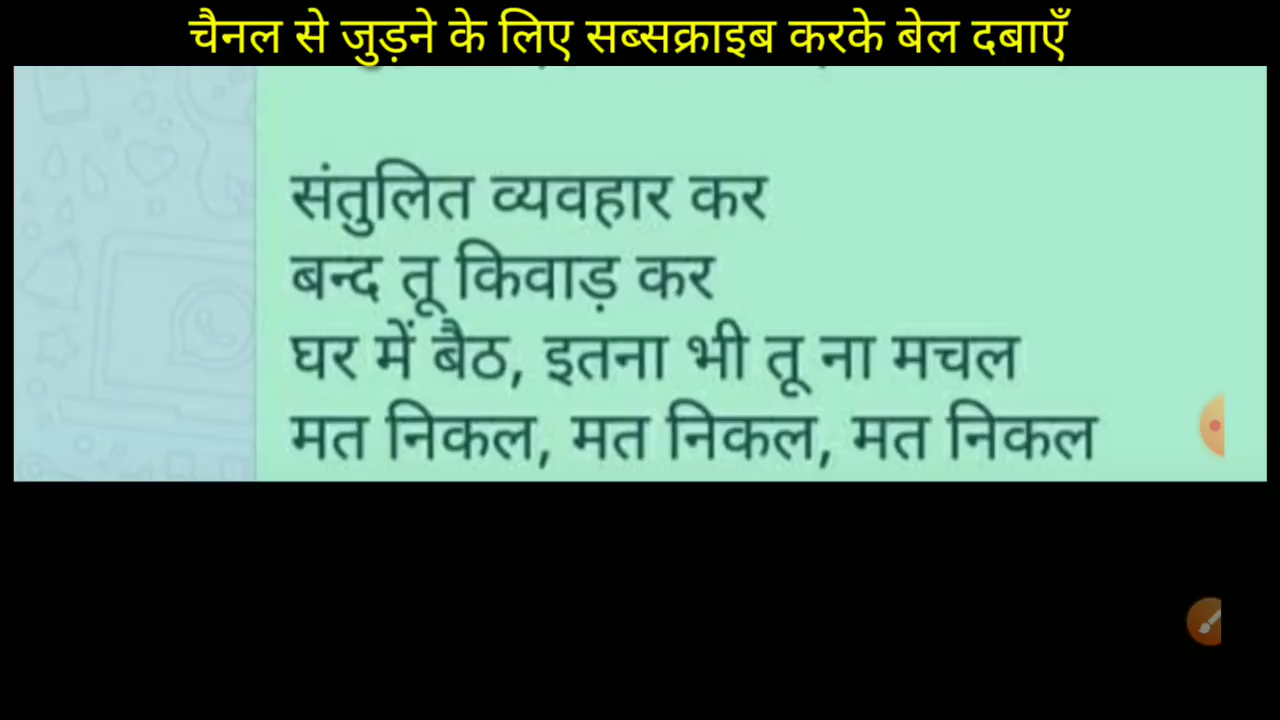 चैनल से जुड़ने के लिए सब्सक्राइब करके बेल दबाएँ
संतुलित व्यवहार कर
बन्द तू किवाड़ कर
घर में बैठ, इतना भी तू ना मचल
मत निकल, मत निकल, मत निकल